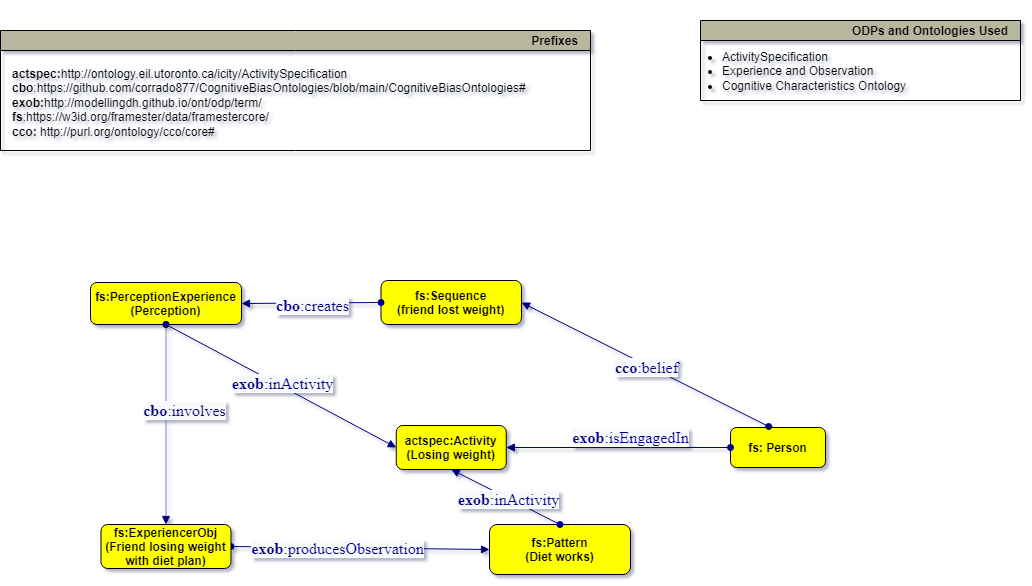 Prefixes
actspec:http://ontology.eil.utoronto.ca/icity/ActivitySpecification
cbo:https://github.com/corrado877/CognitiveBiasOntologies/blob/main/CognitiveBiasOntologies#
exob:http://modellingdh.github.io/ont/odp/term/
fs:https://w3id.org/framester/data/framestercore/
cco: http://purl.org/ontology/cco/core#
ODPs and Ontologies Used
ActivitySpecification
Experience and Observation
Cognitive Characteristics Ontology
fs:PerceptionExperience
(Perception)
cbo:creates
fs:Sequence
(friend lost weight)
cco:belief
exob:inActivity
cbo:involves
actspec:Activity
(Losing weight)
exob:isEngagedIn
fs: Person
exob:inActivity
fs:ExperiencerObj
(Friend losing weight
with diet plan)
exob:producesObservation
fs:Pattern
(Diet works)